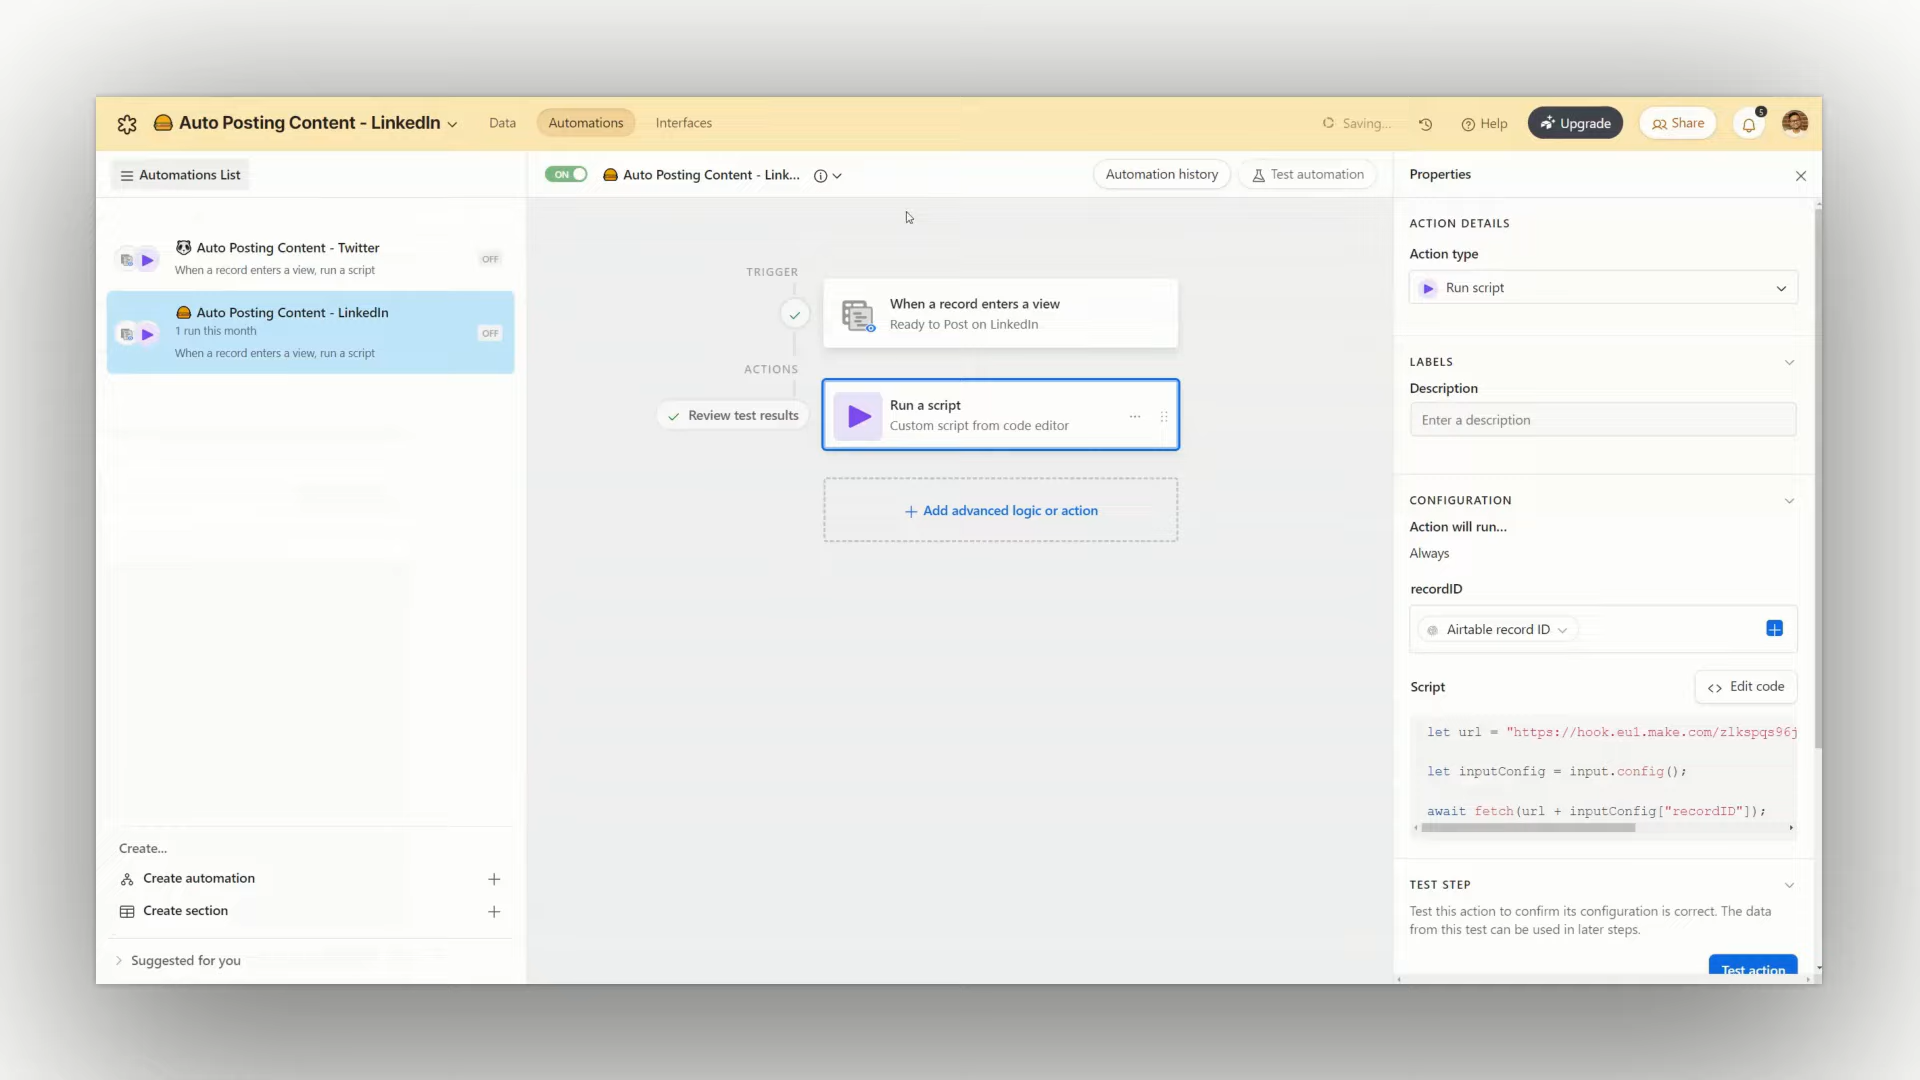 Auto Posting Content - LinkedIn
Data
Automations
Interfaces
Saving...
Help
Upgrade
Share
5
Automations List
ON
Auto Posting Content - Link...
Automation history
Test automation
Properties
Auto Posting Content - Twitter
When a record enters a view, run a script
OFF
Auto Posting Content - LinkedIn
1 run this month
When a record enters a view, run a script
OFF
Create...
Create automation
Create section
Suggested for you
TRIGGER
When a record enters a view
Ready to Post on LinkedIn
ACTIONS
Review test results
Run a script
Custom script from code editor
Add advanced logic or action
ACTION DETAILS
Action type
Run script
LABELS
Description
Enter a description
CONFIGURATION
Action will run...
Always
recordID
Airtable record ID
Script
Edit code
let url = "https://hook.eu1.make.com/zlkspqs96j
let inputConfig = input.config();
await fetch(url + inputConfig["recordID"]);
TEST STEP
Test this action to confirm its configuration is correct. The data
from this test can be used in later steps.
Test action